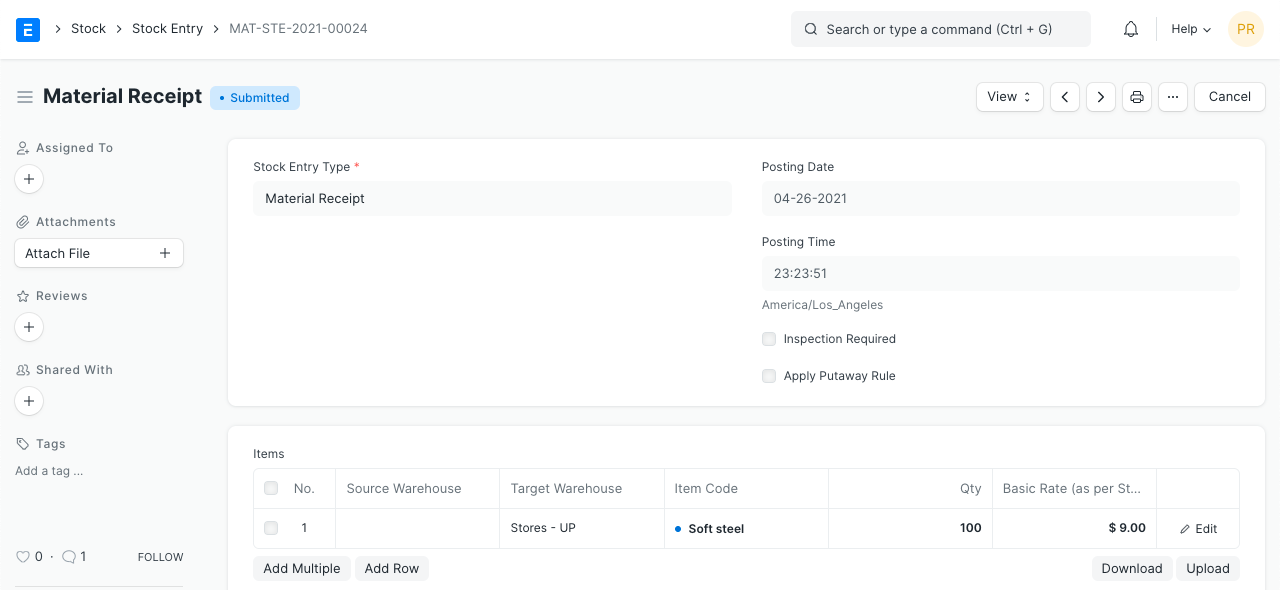 E Stock Stock Entry MAT-STE-2021-00024 Search or type a command (Ctrl + G) Help PR
Material Receipt • Submitted View ··· Cancel
Assigned To
+
Attachments
Attach File +
Reviews
+
Shared With
+
Tags
Add a tag ...
0 · 1 FOLLOW
Stock Entry Type *
Material Receipt
Posting Date
04-26-2021
Posting Time
23:23:51
America/Los_Angeles
Inspection Required
Apply Putaway Rule
Items
No. Source Warehouse Target Warehouse Item Code Qty Basic Rate (as per St...
1 Stores - UP Soft steel 100 $ 9.00 Edit
Add Multiple Add Row Download Upload